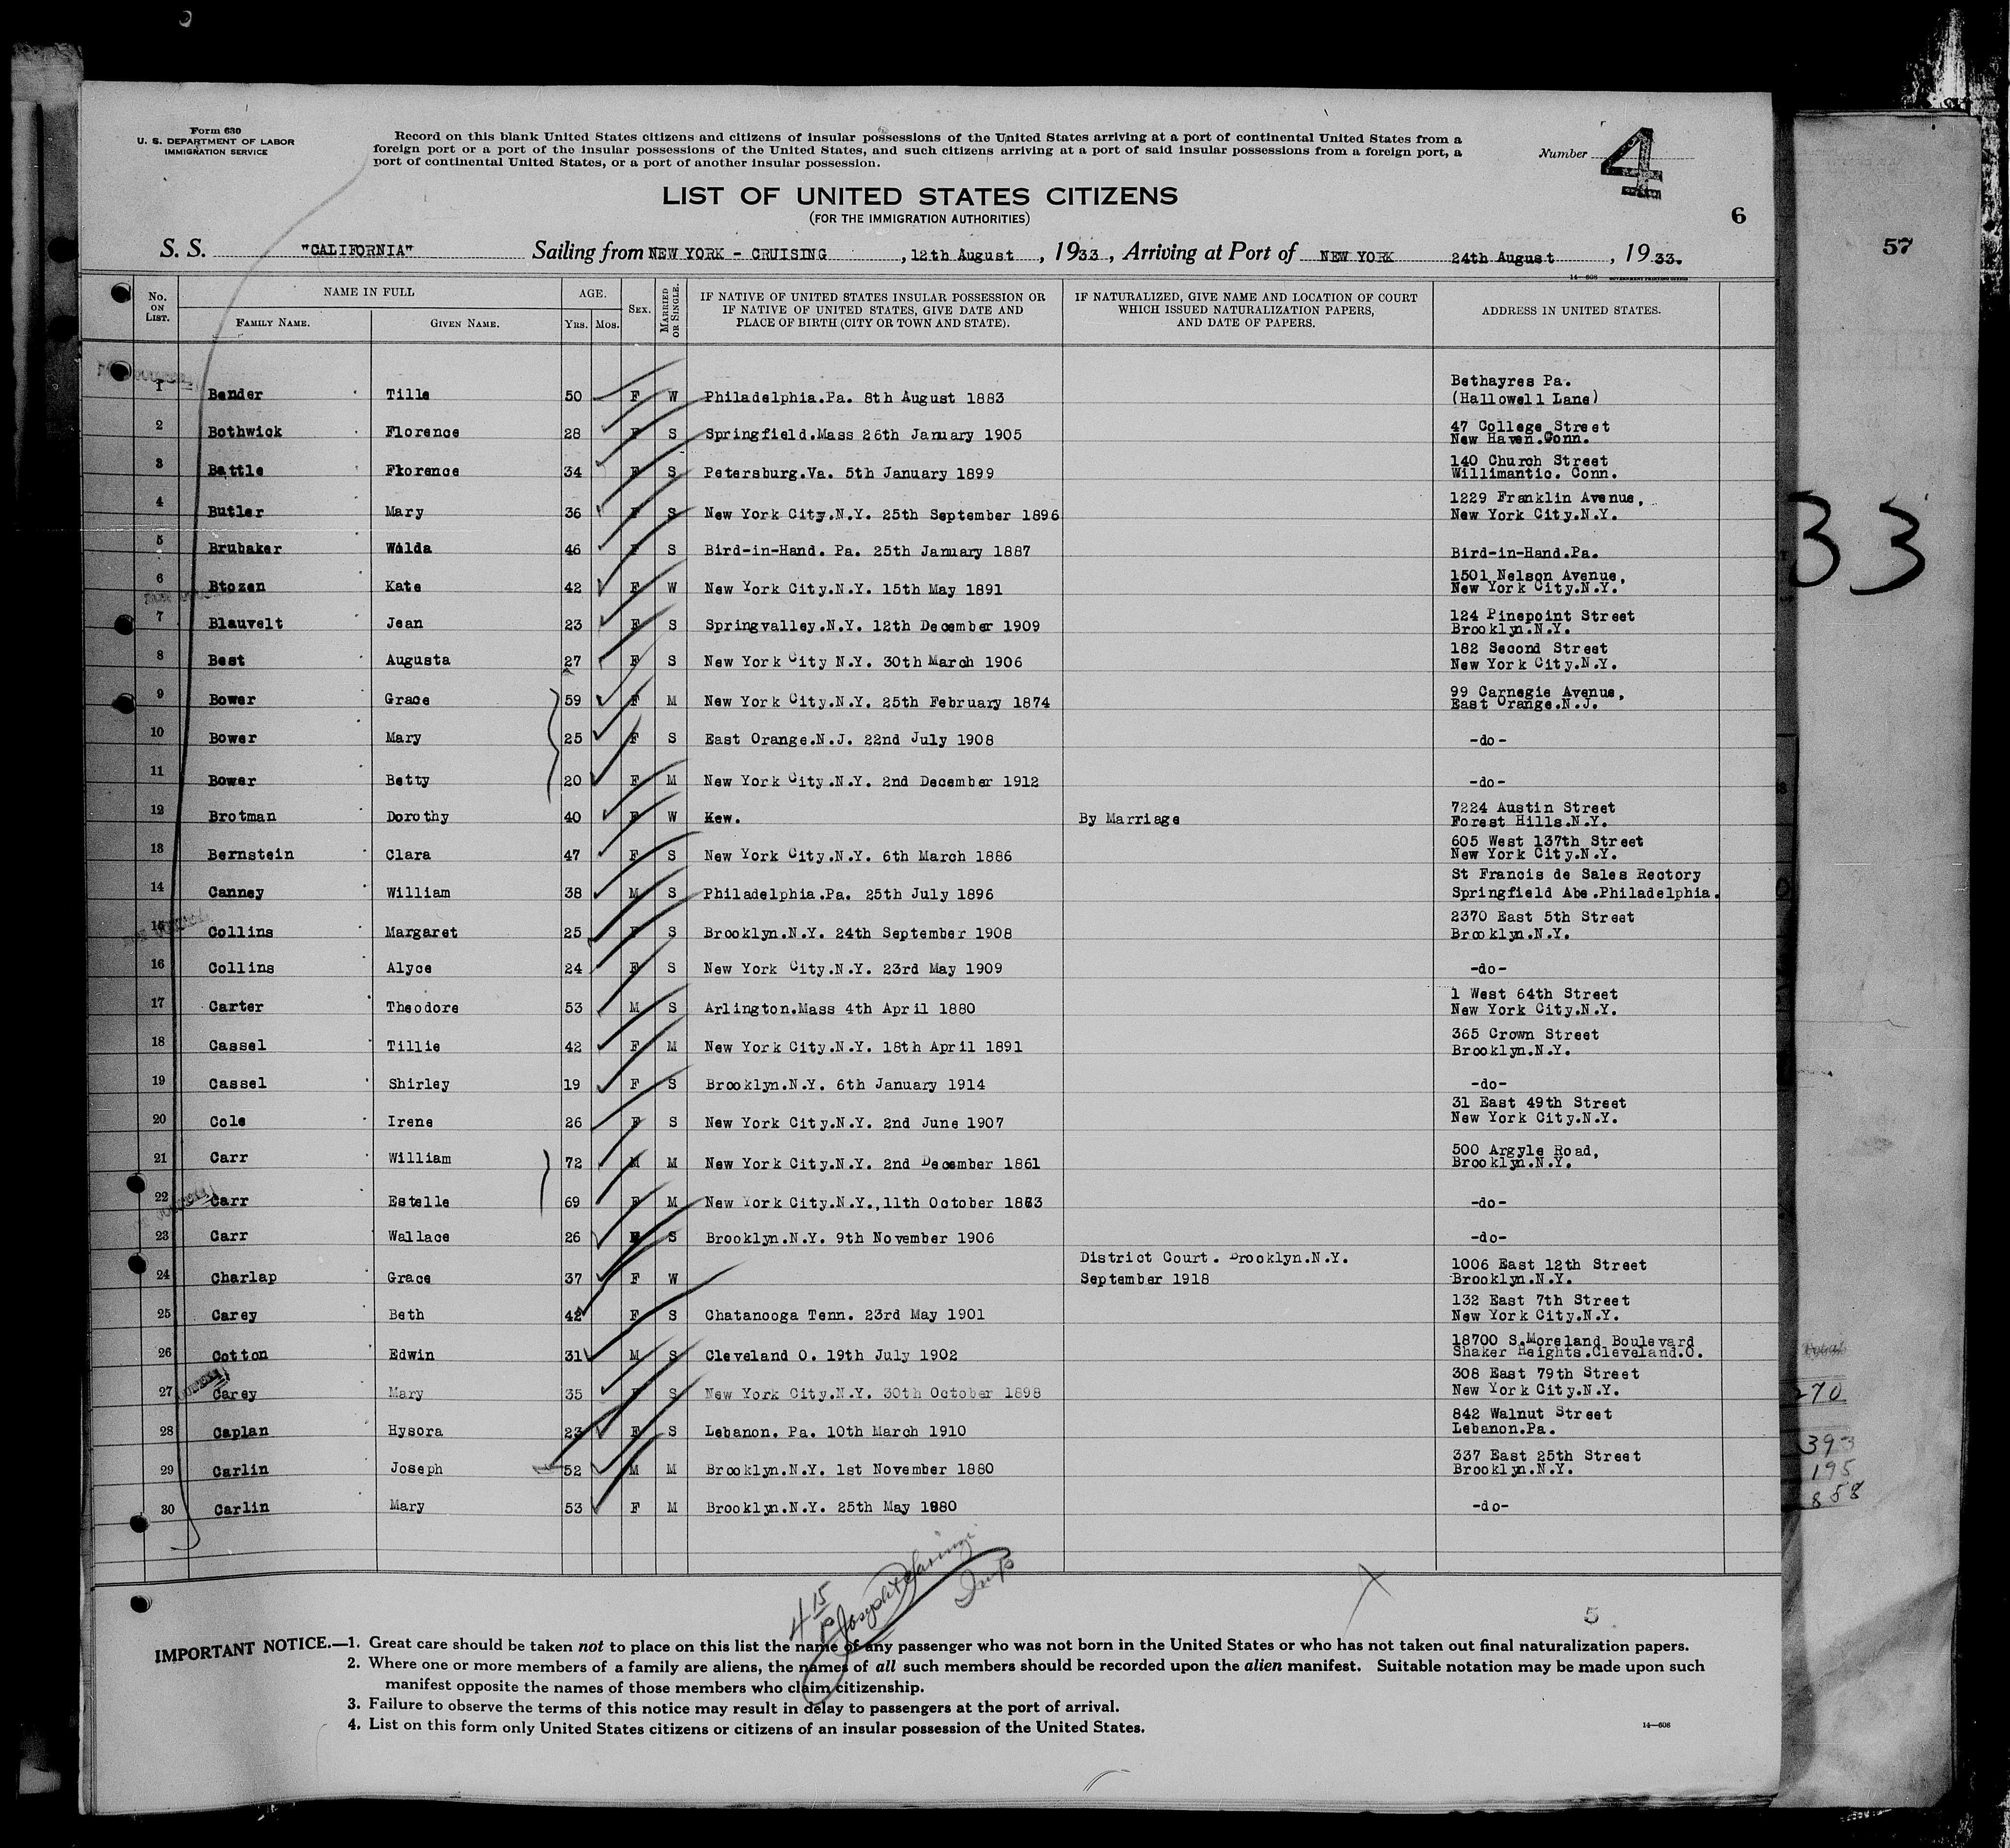 Form 630
U. S. DEPARTMENT OF LABOR
IMMIGRATION SERVICE
Record on this blank United States citizens and citizens of insular possessions of the United States arriving at a port of continental United States from a
foreign port or a port of the insular possessions of the United States, and such citizens arriving at a port of said insular possessions from a foreign port, a
port of continental United States, or a port of another insular possession.
Number 4
LIST OF UNITED STATES CITIZENS
(FOR THE IMMIGRATION AUTHORITIES)
6
57
S. S. "CALIFORNIA" Sailing from NEW YORK - CRUISING , 12th August , 1933 , Arriving at Port of NEW YORK 24th August , 1933.
14-608 GOVERNMENT PRINTING OFFICE
No. ON LIST. NAME IN FULL FAMILY NAME. GIVEN NAME. AGE. YRS. MOS. SEX. MARRIED OR SINGLE. IF NATIVE OF UNITED STATES INSULAR POSSESSION OR IF NATIVE OF UNITED STATES, GIVE DATE AND PLACE OF BIRTH (CITY OR TOWN AND STATE). IF NATURALIZED, GIVE NAME AND LOCATION OF COURT WHICH ISSUED NATURALIZATION PAPERS, AND DATE OF PAPERS. ADDRESS IN UNITED STATES.
1 Bender Tille 50 F W Philadelphia.Pa. 8th August 1883 Bethayres Pa. (Hallowell Lane)
2 Bothwick Florence 28 F S Springfield.Mass 26th January 1905 47 College Street New Haven.Conn.
3 Battle Florence 34 F S Petersburg.Va. 5th January 1899 140 Church Street Willimantic. Conn.
4 Butler Mary 36 F S New York City.N.Y. 25th September 1896 1229 Franklin Avenue, New York City.N.Y.
5 Brubaker Wilda 46 F S Bird-in-Hand. Pa. 25th January 1887 Bird-in-Hand.Pa.
6 Btozen Kate 42 F W New York City.N.Y. 15th May 1891 1501 Nelson Avenue, New York City.N.Y.
7 Blauvelt Jean 23 F S Springvalley.N.Y. 12th December 1909 124 Pinepoint Street Brooklyn.N.Y.
8 Best Augusta 27 F S New York City N.Y. 30th March 1906 182 Second Street New York City.N.Y.
9 Bower Grace 59 F M New York City.N.Y. 25th February 1874 99 Carnegie Avenue, East Orange.N.J.
10 Bower Mary 25 F S East Orange.N.J. 22nd July 1908 -do-
11 Bower Betty 20 F M New York City.N.Y. 2nd December 1912 -do-
12 Brotman Dorothy 40 F W Kew. By Marriage 7224 Austin Street Forest Hills.N.Y.
13 Bernstein Clara 47 F S New York City.N.Y. 6th March 1886 605 West 137th Street New York City.N.Y.
14 Canney William 38 M S Philadelphia.Pa. 25th July 1896 St Francis de Sales Rectory Springfield Abe.Philadelphia.
15 Collins Margaret 25 F S Brooklyn.N.Y. 24th September 1908 2370 East 5th Street Brooklyn.N.Y.
16 Collins Alyce 24 F S New York City.N.Y. 23rd May 1909 -do-
17 Carter Theodore 53 M S Arlington.Mass 4th April 1880 1 West 64th Street New York City.N.Y.
18 Cassel Tillie 42 F M New York City.N.Y. 18th April 1891 365 Crown Street Brooklyn.N.Y.
19 Cassel Shirley 19 F S Brooklyn.N.Y. 6th January 1914 -do-
20 Cole Irene 26 F S New York City.N.Y. 2nd June 1907 31 East 49th Street New York City.N.Y.
21 Carr William 72 M M New York City.N.Y. 2nd December 1861 500 Argyle Road, Brooklyn.N.Y.
22 Carr Estelle 69 F M New York City.N.Y.,11th October 1863 -do-
23 Carr Wallace 26 M S Brooklyn.N.Y. 9th November 1906 -do-
24 Charlap Grace 37 F W District Court. Brooklyn.N.Y. September 1918 1006 East 12th Street Brooklyn.N.Y.
25 Carey Beth 42 F S Chatanooga Tenn. 23rd May 1901 132 East 7th Street New York City.N.Y.
26 Cotton Edwin 31 M S Cleveland O. 19th July 1902 18700 S.Moreland Boulevard Shaker Heights.Cleveland.O.
27 Carey Mary 35 F S New York City.N.Y. 30th October 1898 308 East 79th Street New York City.N.Y.
28 Caplan Hysora 23 F S Lebanon. Pa. 10th March 1910 842 Walnut Street Lebanon.Pa.
29 Carlin Joseph 52 M M Brooklyn.N.Y. 1st November 1880 337 East 25th Street Brooklyn.N.Y.
30 Carlin Mary 53 F M Brooklyn.N.Y. 25th May 1880 -do-
33
270
393
195
858
5
IMPORTANT NOTICE.—1. Great care should be taken not to place on this list the name of any passenger who was not born in the United States or who has not taken out final naturalization papers.
2. Where one or more members of a family are aliens, the names of all such members should be recorded upon the alien manifest. Suitable notation may be made upon such
manifest opposite the names of those members who claim citizenship.
3. Failure to observe the terms of this notice may result in delay to passengers at the port of arrival.
4. List on this form only United States citizens or citizens of an insular possession of the United States.
14—608